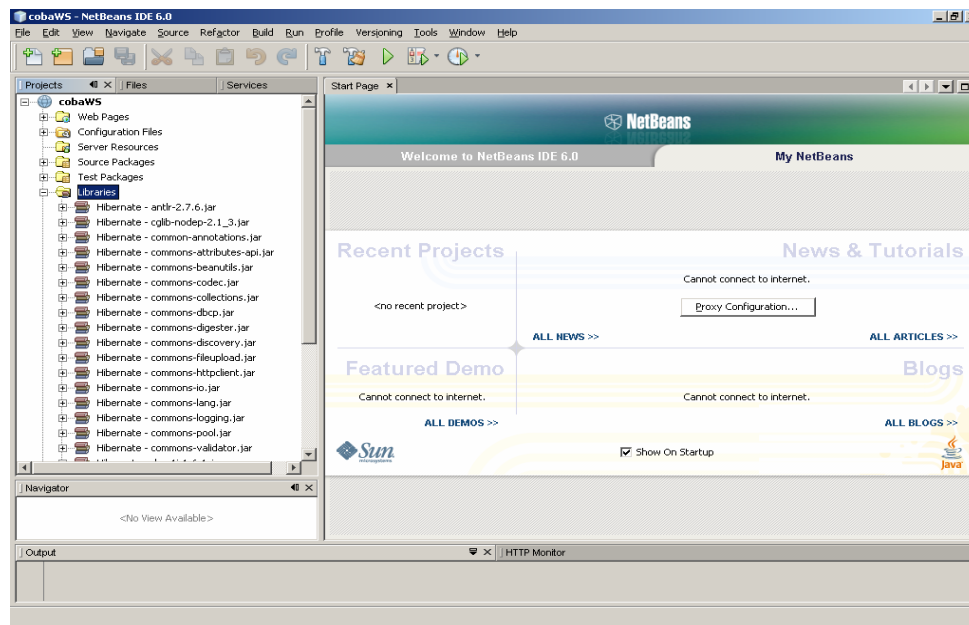 cobaWS - NetBeans IDE 6.0
File Edit View Navigate Source Refactor Build Run Profile Versioning Tools Window Help
Projects Files Services
Start Page
cobaWS
Web Pages
Configuration Files
Server Resources
Source Packages
Test Packages
Libraries
Hibernate - antlr-2.7.6.jar
Hibernate - cglib-nodep-2.1_3.jar
Hibernate - common-annotations.jar
Hibernate - commons-attributes-api.jar
Hibernate - commons-beanutils.jar
Hibernate - commons-codec.jar
Hibernate - commons-collections.jar
Hibernate - commons-dbcp.jar
Hibernate - commons-digester.jar
Hibernate - commons-discovery.jar
Hibernate - commons-fileupload.jar
Hibernate - commons-httpclient.jar
Hibernate - commons-io.jar
Hibernate - commons-lang.jar
Hibernate - commons-logging.jar
Hibernate - commons-pool.jar
Hibernate - commons-validator.jar
NetBeans
Welcome to NetBeans IDE 6.0
My NetBeans
Recent Projects
<no recent project>
News & Tutorials
Cannot connect to internet.
Proxy Configuration...
ALL NEWS >>
ALL ARTICLES >>
Featured Demo
Cannot connect to internet.
ALL DEMOS >>
Blogs
Cannot connect to internet.
ALL BLOGS >>
Sun
microsystems
Show On Startup
Java
Navigator
<No View Available>
Output
HTTP Monitor